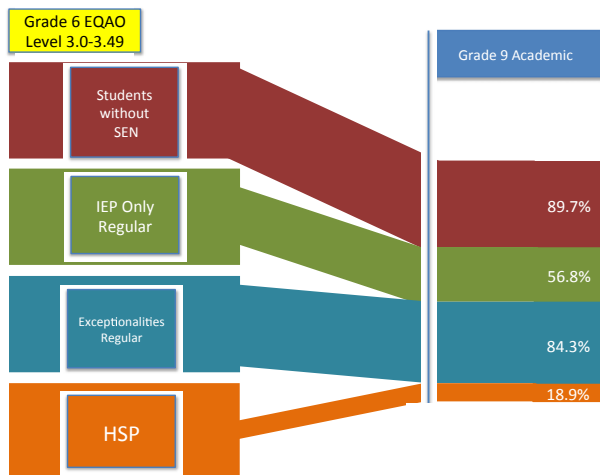 Grade 6 EQAO
Level 3.0-3.49
Grade 9 Academic
Students
without
SEN
89.7%
IEP Only
Regular
56.8%
Exceptionalities
Regular
84.3%
HSP
18.9%